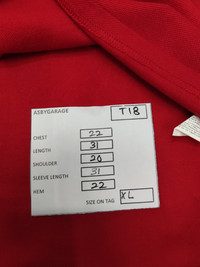 ASBYGARAGE T18
CHEST 22
LENGTH 31
SHOULDER 20
SLEEVE LENGTH 31
HEM 22
SIZE ON TAG XL